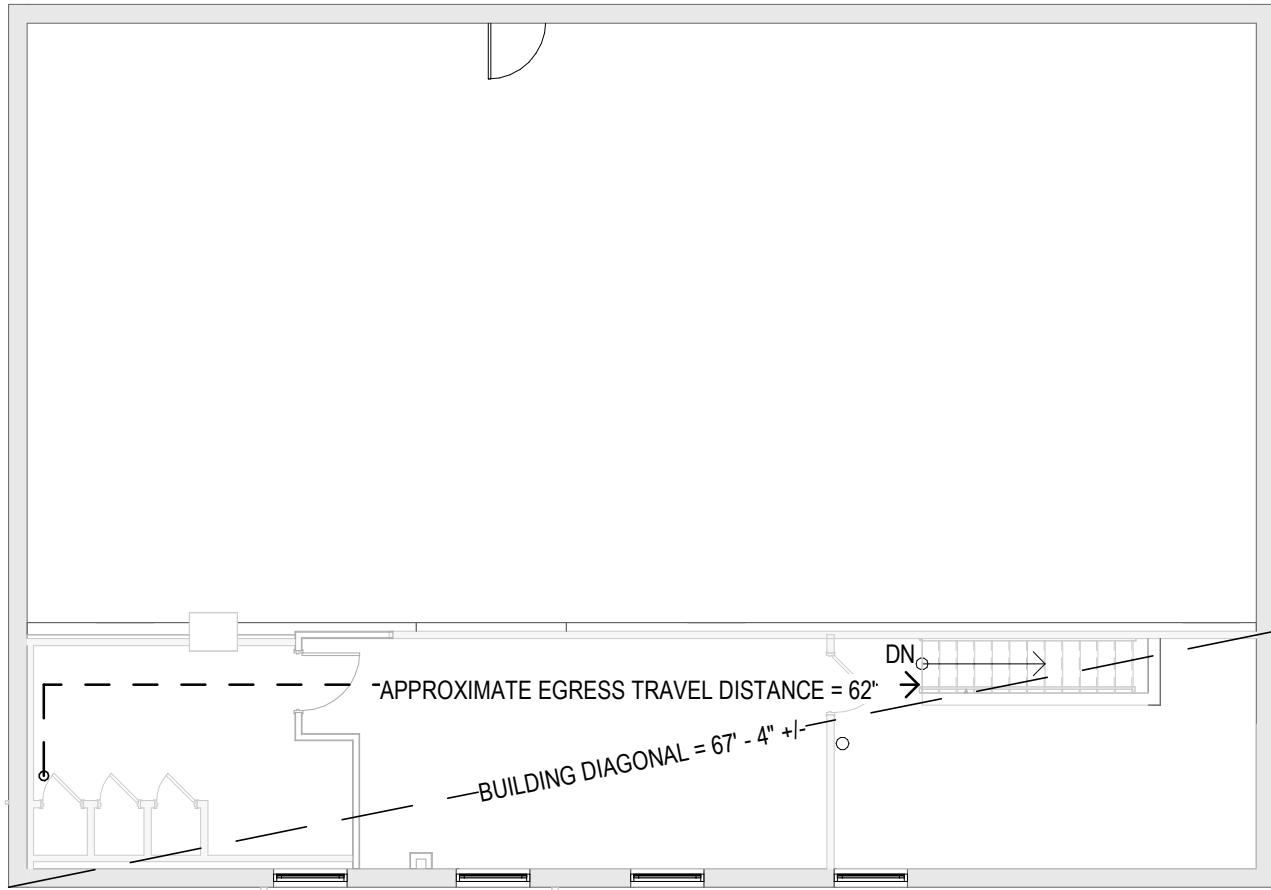 DN
APPROXIMATE EGRESS TRAVEL DISTANCE = 62'
BUILDING DIAGONAL = 67' - 4" +/-